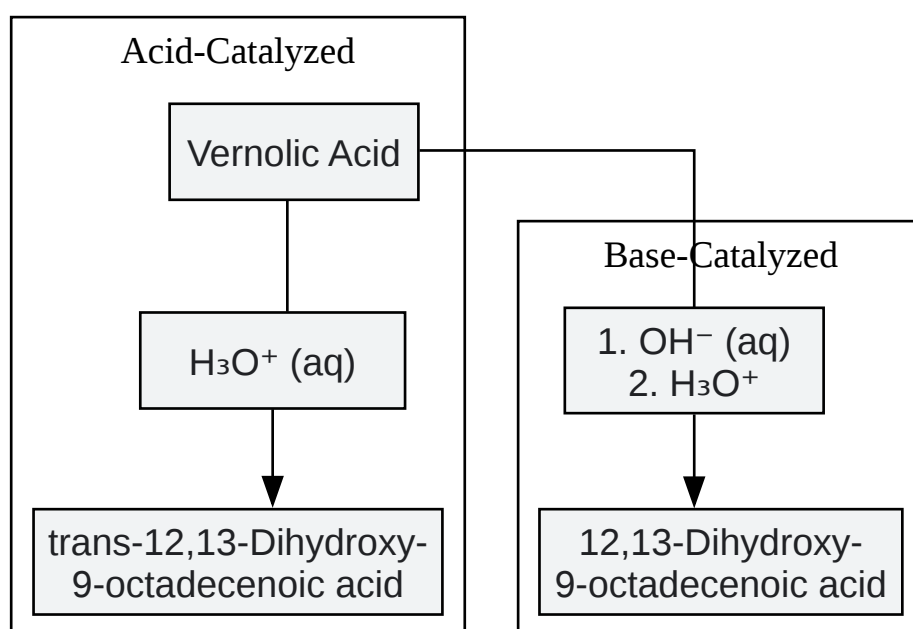 Acid-Catalyzed
Vernolic Acid
H₃O⁺ (aq)
trans-12,13-Dihydroxy-
9-octadecenoic acid
Base-Catalyzed
1. OH⁻ (aq)
2. H₃O⁺
12,13-Dihydroxy-
9-octadecenoic acid